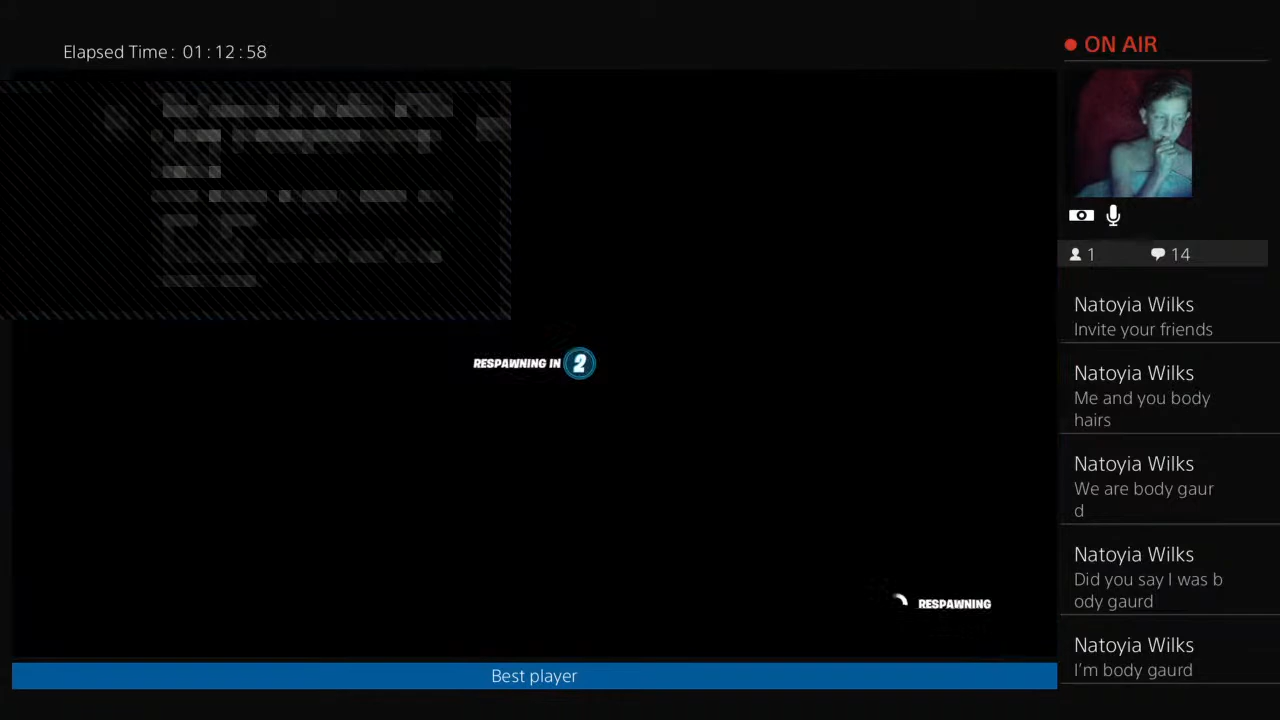 Elapsed Time: 01:12:58
ON AIR
1 14
Natoyia Wilks
Invite your friends
Natoyia Wilks
Me and you body
hairs
Natoyia Wilks
We are body gaur
d
Natoyia Wilks
Did you say I was b
ody gaurd
Natoyia Wilks
I'm body gaurd
RESPAWNING IN 2
RESPAWNING
Best player